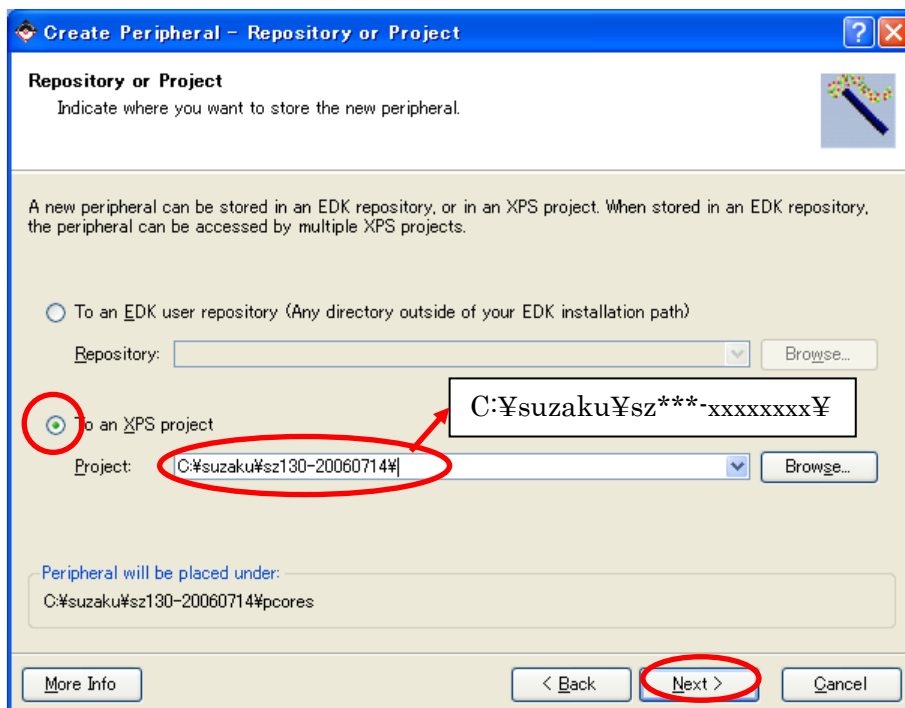 Create Peripheral - Repository or Project
Repository or Project
Indicate where you want to store the new peripheral.
A new peripheral can be stored in an EDK repository, or in an XPS project. When stored in an EDK repository,
the peripheral can be accessed by multiple XPS projects.
To an EDK user repository (Any directory outside of your EDK installation path)
Repository:
Browse...
C:¥suzaku¥sz***-xxxxxxxx¥
To an XPS project
Project: C:¥suzaku¥sz130-20060714¥
Browse...
Peripheral will be placed under:
C:¥suzaku¥sz130-20060714¥pcores
More Info
< Back
Next >
Cancel